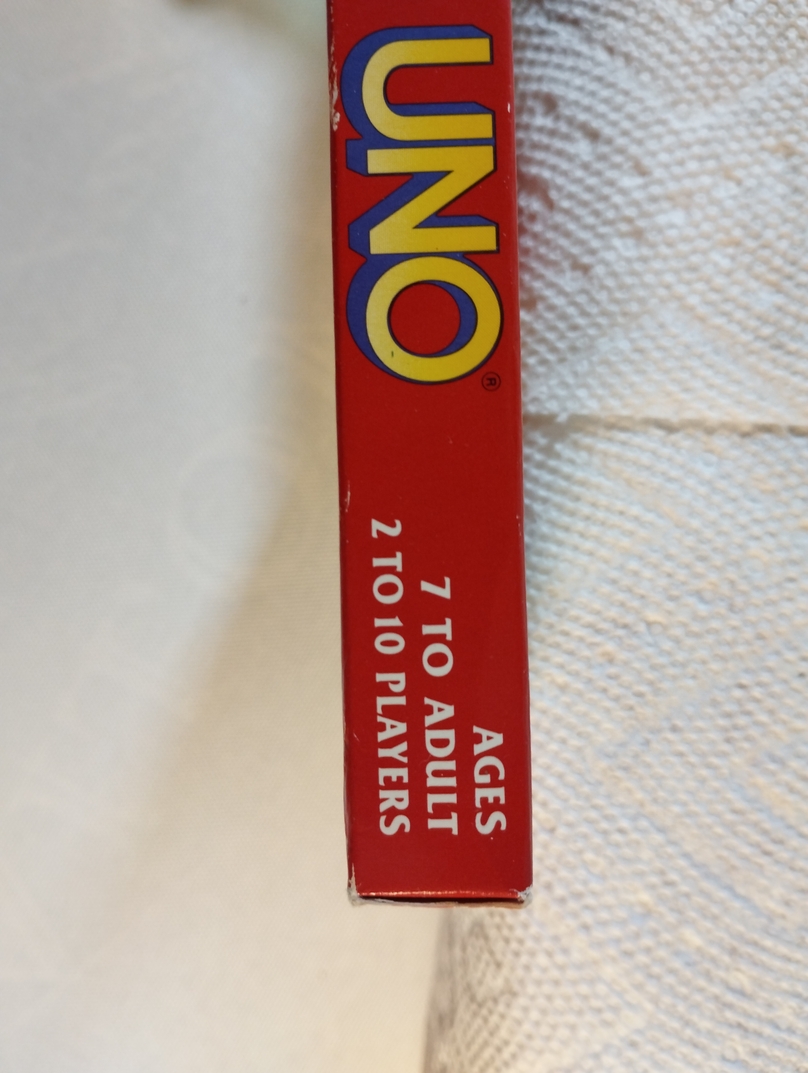 UNO®
AGES
7 TO ADULT
2 TO 10 PLAYERS